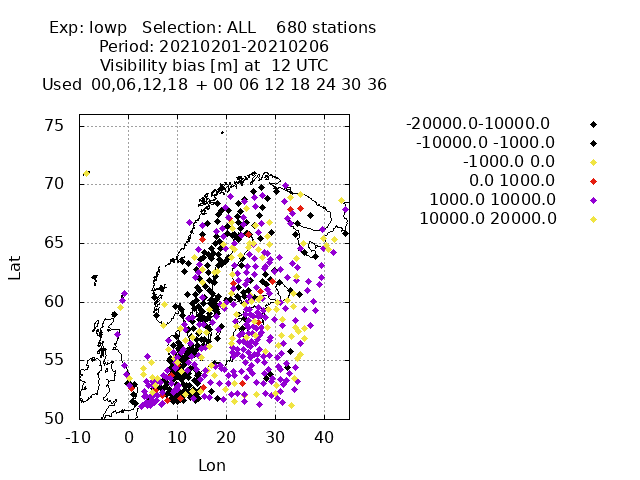 Exp: lowp   Selection: ALL    680 stations
Period: 20210201-20210206
Visibility bias [m] at  12 UTC
Used  00,06,12,18  + 00 06 12 18 24 30 36
-20000.0-10000.0
-10000.0 -1000.0
-1000.0 0.0
0.0 1000.0
1000.0 10000.0
10000.0 20000.0
75
70
65
60
55
50
Lat
-10 0 10 20 30 40
Lon